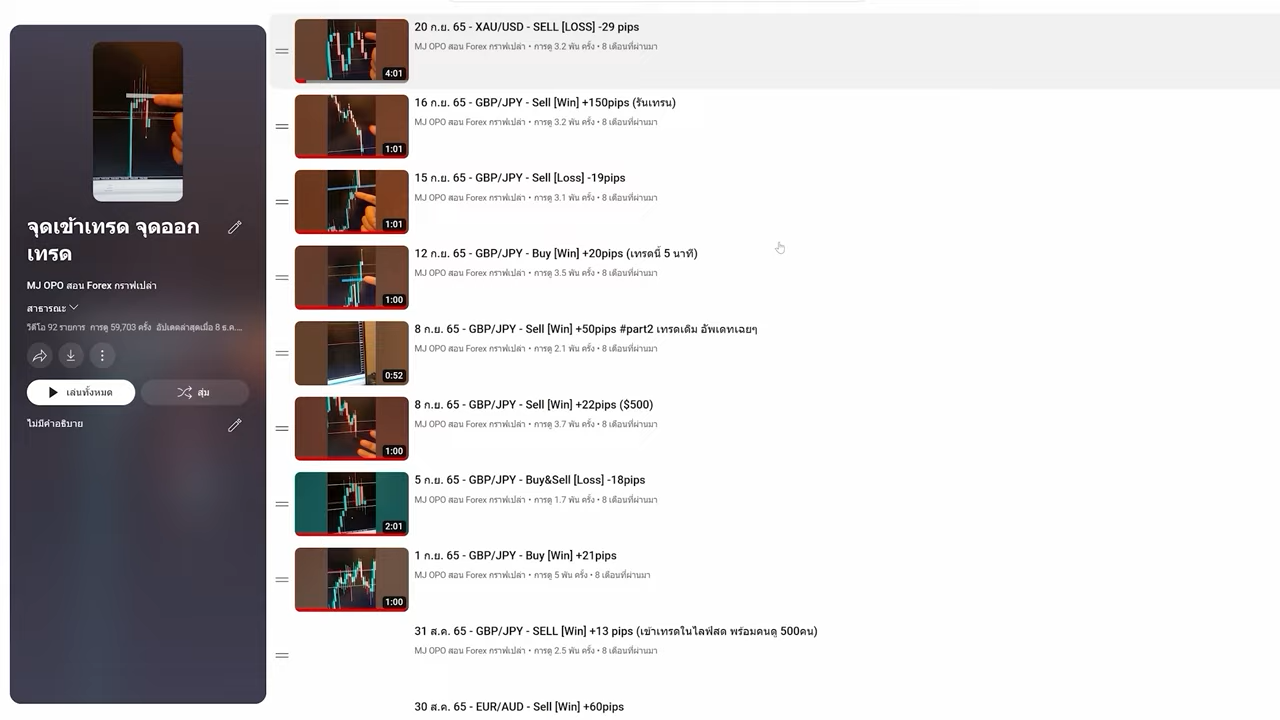 จุดเข้าเทรด จุดออก
เทรด
MJ OPO สอน Forex กราฟเปล่า
สาธารณะ
วิดีโอ 92 รายการ การดู 59,703 ครั้ง อัปเดตล่าสุดเมื่อ 8 ธ.ค....
เล่นทั้งหมด
สุ่ม
ไม่มีคำอธิบาย
20 ก.ย. 65 - XAU/USD - SELL [LOSS] -29 pips
MJ OPO สอน Forex กราฟเปล่า • การดู 3.2 พัน ครั้ง • 8 เดือนที่ผ่านมา
4:01
16 ก.ย. 65 - GBP/JPY - Sell [Win] +150pips (รันเทรน)
MJ OPO สอน Forex กราฟเปล่า • การดู 3.2 พัน ครั้ง • 8 เดือนที่ผ่านมา
1:01
15 ก.ย. 65 - GBP/JPY - Sell [Loss] -19pips
MJ OPO สอน Forex กราฟเปล่า • การดู 3.1 พัน ครั้ง • 8 เดือนที่ผ่านมา
1:01
12 ก.ย. 65 - GBP/JPY - Buy [Win] +20pips (เทรดนี้ 5 นาที)
MJ OPO สอน Forex กราฟเปล่า • การดู 3.5 พัน ครั้ง • 8 เดือนที่ผ่านมา
1:00
8 ก.ย. 65 - GBP/JPY - Sell [Win] +50pips #part2 เทรดเดิม อัพเดทเฉยๆ
MJ OPO สอน Forex กราฟเปล่า • การดู 2.1 พัน ครั้ง • 8 เดือนที่ผ่านมา
0:52
8 ก.ย. 65 - GBP/JPY - Sell [Win] +22pips ($500)
MJ OPO สอน Forex กราฟเปล่า • การดู 3.7 พัน ครั้ง • 8 เดือนที่ผ่านมา
1:00
5 ก.ย. 65 - GBP/JPY - Buy&Sell [Loss] -18pips
MJ OPO สอน Forex กราฟเปล่า • การดู 1.7 พัน ครั้ง • 8 เดือนที่ผ่านมา
2:01
1 ก.ย. 65 - GBP/JPY - Buy [Win] +21pips
MJ OPO สอน Forex กราฟเปล่า • การดู 5 พัน ครั้ง • 8 เดือนที่ผ่านมา
1:00
31 ส.ค. 65 - GBP/JPY - SELL [Win] +13 pips (เข้าเทรดในไลฟ์สด พร้อมคนดู 500คน)
MJ OPO สอน Forex กราฟเปล่า • การดู 2.5 พัน ครั้ง • 8 เดือนที่ผ่านมา
30 ส.ค. 65 - EUR/AUD - Sell [Win] +60pips